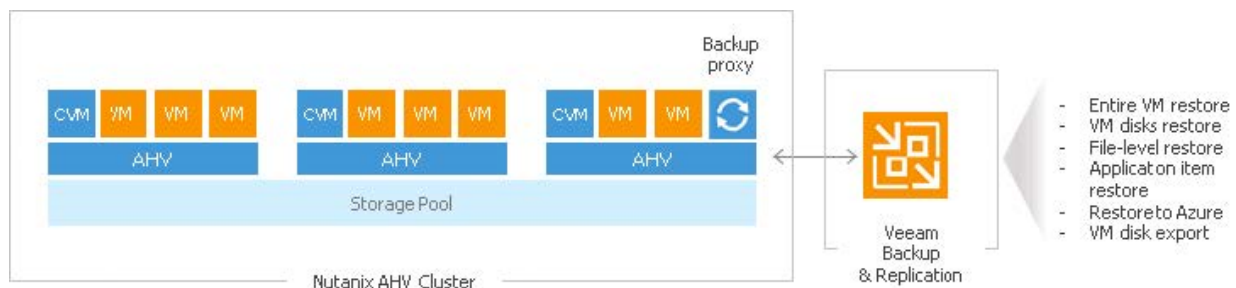 Backup
proxy
CVM VM VM VM
CVM VM VM VM
CVM VM VM
AHV
AHV
AHV
Storage Pool
Nutanix AHV Cluster
Veeam
Backup
& Replication
- Entire VM restore
- VM disks restore
- File-level restore
- Applicaton item
restore
- Restore to Azure
- VM disk export